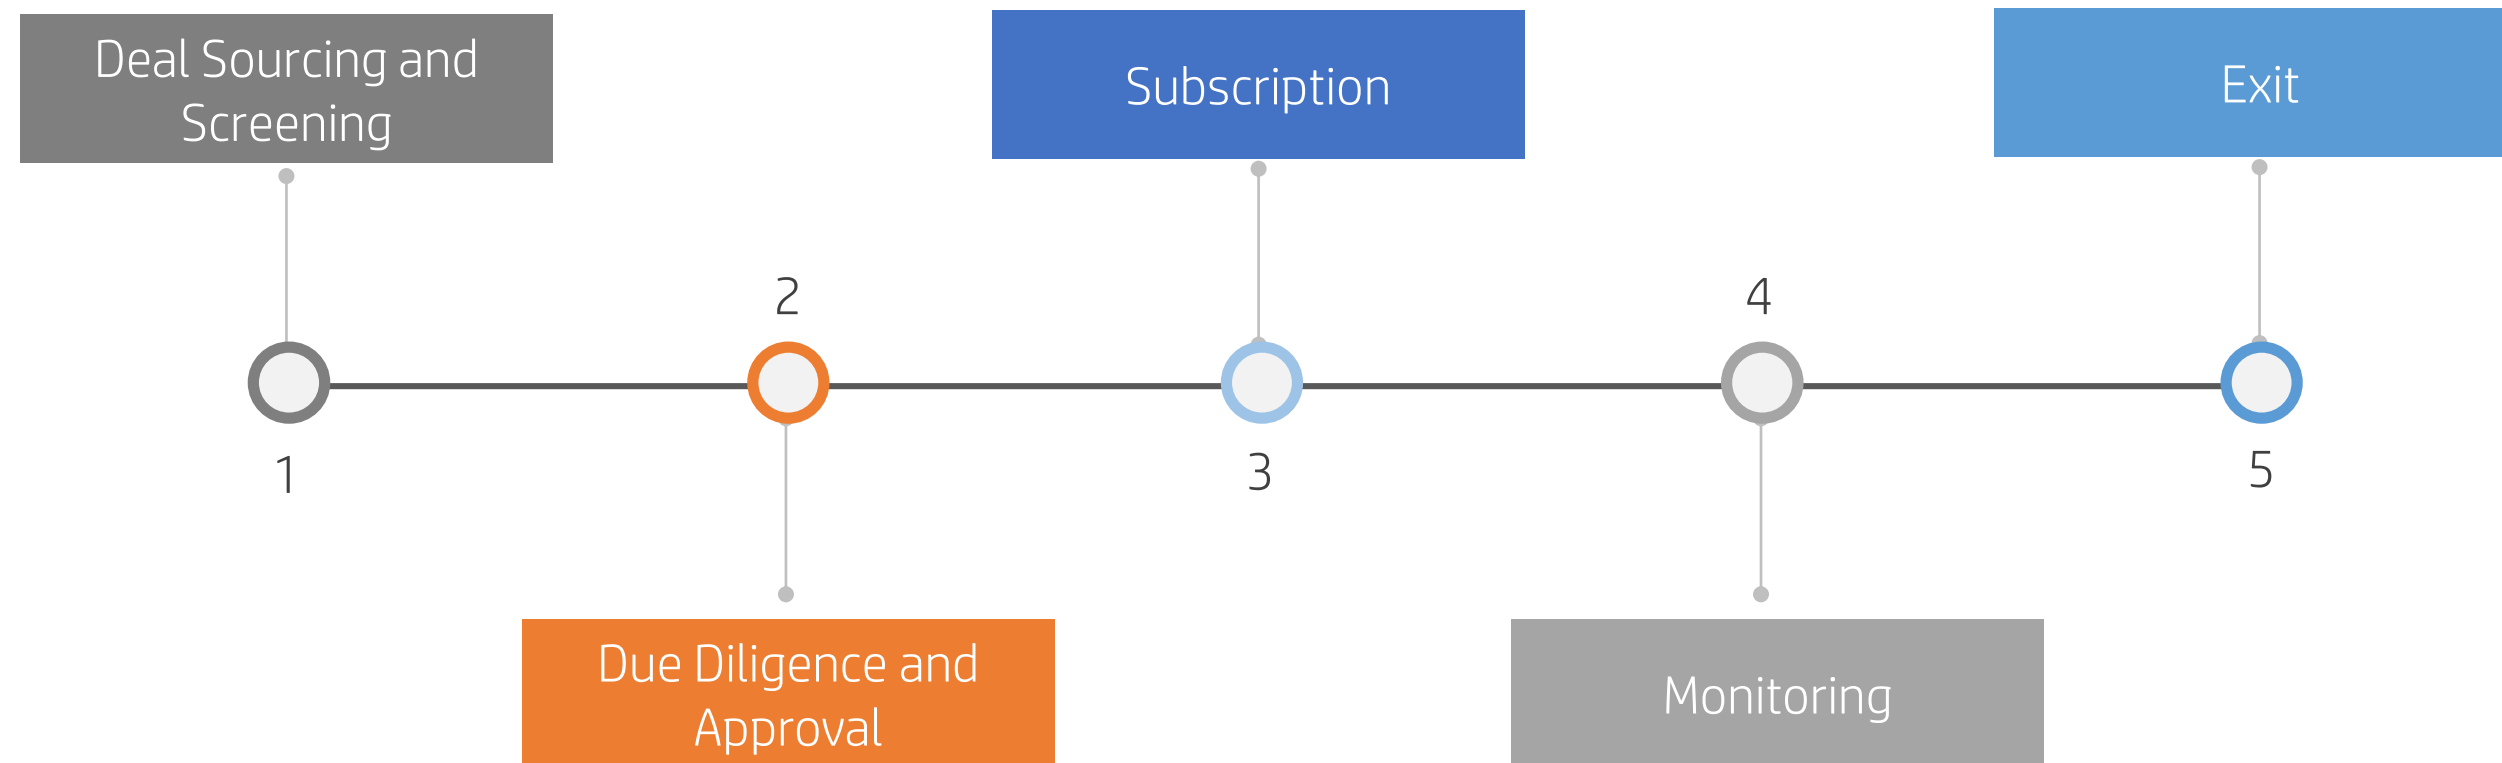 Deal Sourcing and
Screening
1
2
Due Diligence and
Approval
Subscription
3
4
Monitoring
Exit
5